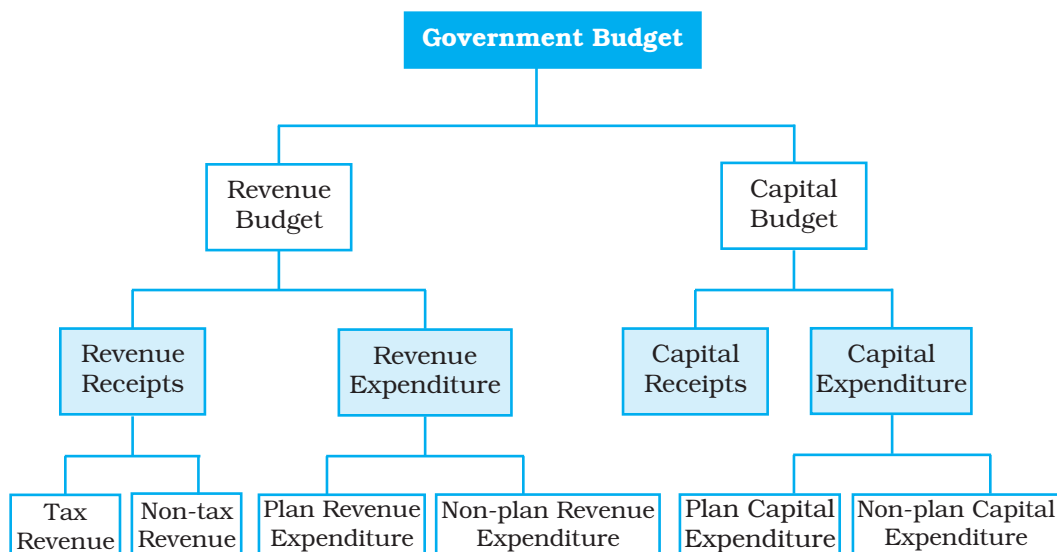 Government Budget
Revenue
Budget
Capital
Budget
Revenue
Receipts
Revenue
Expenditure
Capital
Receipts
Capital
Expenditure
Tax
Revenue
Non-tax
Revenue
Plan Revenue
Expenditure
Non-plan Revenue
Expenditure
Plan Capital
Expenditure
Non-plan Capital
Expenditure